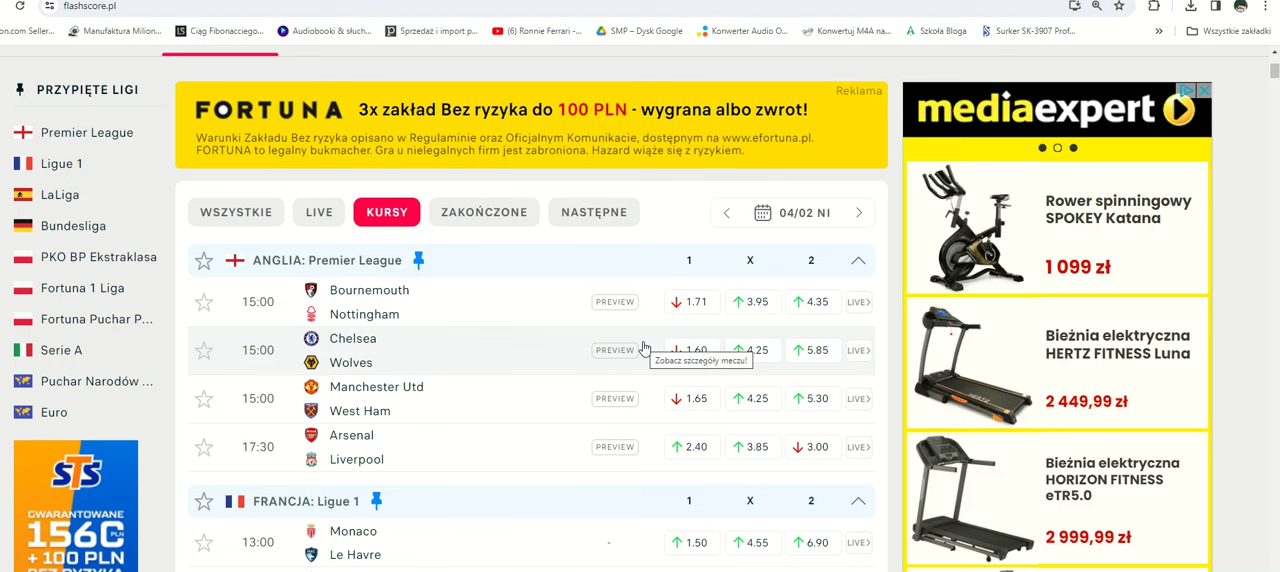 flashscore.pl
on Seller...
Manufaktura Milion...
Ciąg Fibonacciego...
Audiobooki & słuch...
Sprzedaż i import p...
(6) Ronnie Ferrari -...
SMP – Dysk Google
Konwerter Audio O...
Konwertuj M4A na...
Szkoła Bloga
Surker SK-3907 Prof...
»
Wszystkie zakładki
PRZYPIĘTE LIGI
Premier League
Ligue 1
LaLiga
Bundesliga
PKO BP Ekstraklasa
Fortuna 1 Liga
Fortuna Puchar P...
Serie A
Puchar Narodów ...
Euro
STS
GWARANTOWANE
156€ PLN
+ 100 PLN
BEZ RYZYKA
Reklama
FORTUNA 3x zakład Bez ryzyka do 100 PLN - wygrana albo zwrot!
Warunki Zakładu Bez ryzyka opisano w Regulaminie oraz Oficjalnym Komunikacie, dostępnym na www.efortuna.pl.
FORTUNA to legalny bukmacher. Gra u nielegalnych firm jest zabroniona. Hazard wiąże się z ryzykiem.
WSZYSTKIE LIVE KURSY ZAKOŃCZONE NASTĘPNE 04/02 NI
ANGLIA: Premier League 1 X 2
Bournemouth
15:00 PREVIEW 1.71 3.95 4.35 LIVE
Nottingham
Chelsea
15:00 PREVIEW 1.60 4.25 5.85 LIVE
Zobacz szczegóły meczu!
Wolves
Manchester Utd
15:00 PREVIEW 1.65 4.25 5.30 LIVE
West Ham
Arsenal
17:30 PREVIEW 2.40 3.85 3.00 LIVE
Liverpool
FRANCJA: Ligue 1 1 X 2
Monaco
13:00 - 1.50 4.55 6.90 LIVE
Le Havre
mediaexpert
Rower spinningowy
SPOKEY Katana
1 099 zł
Bieżnia elektryczna
HERTZ FITNESS Luna
2 449,99 zł
Bieżnia elektryczna
HORIZON FITNESS
eTR5.0
2 999,99 zł